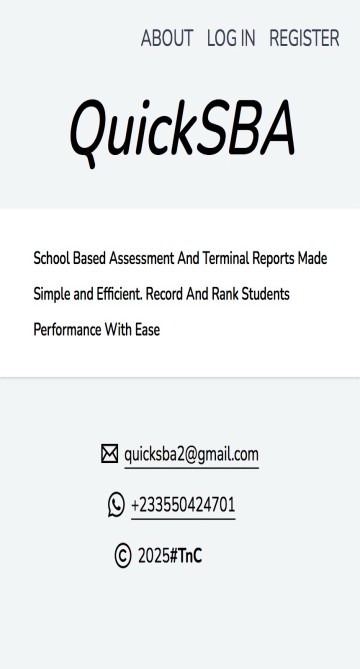 ABOUT LOG IN REGISTER
QuickSBA
School Based Assessment And Terminal Reports Made
Simple and Efficient. Record And Rank Students
Performance With Ease
quicksba2@gmail.com
+233550424701
© 2025#TnC